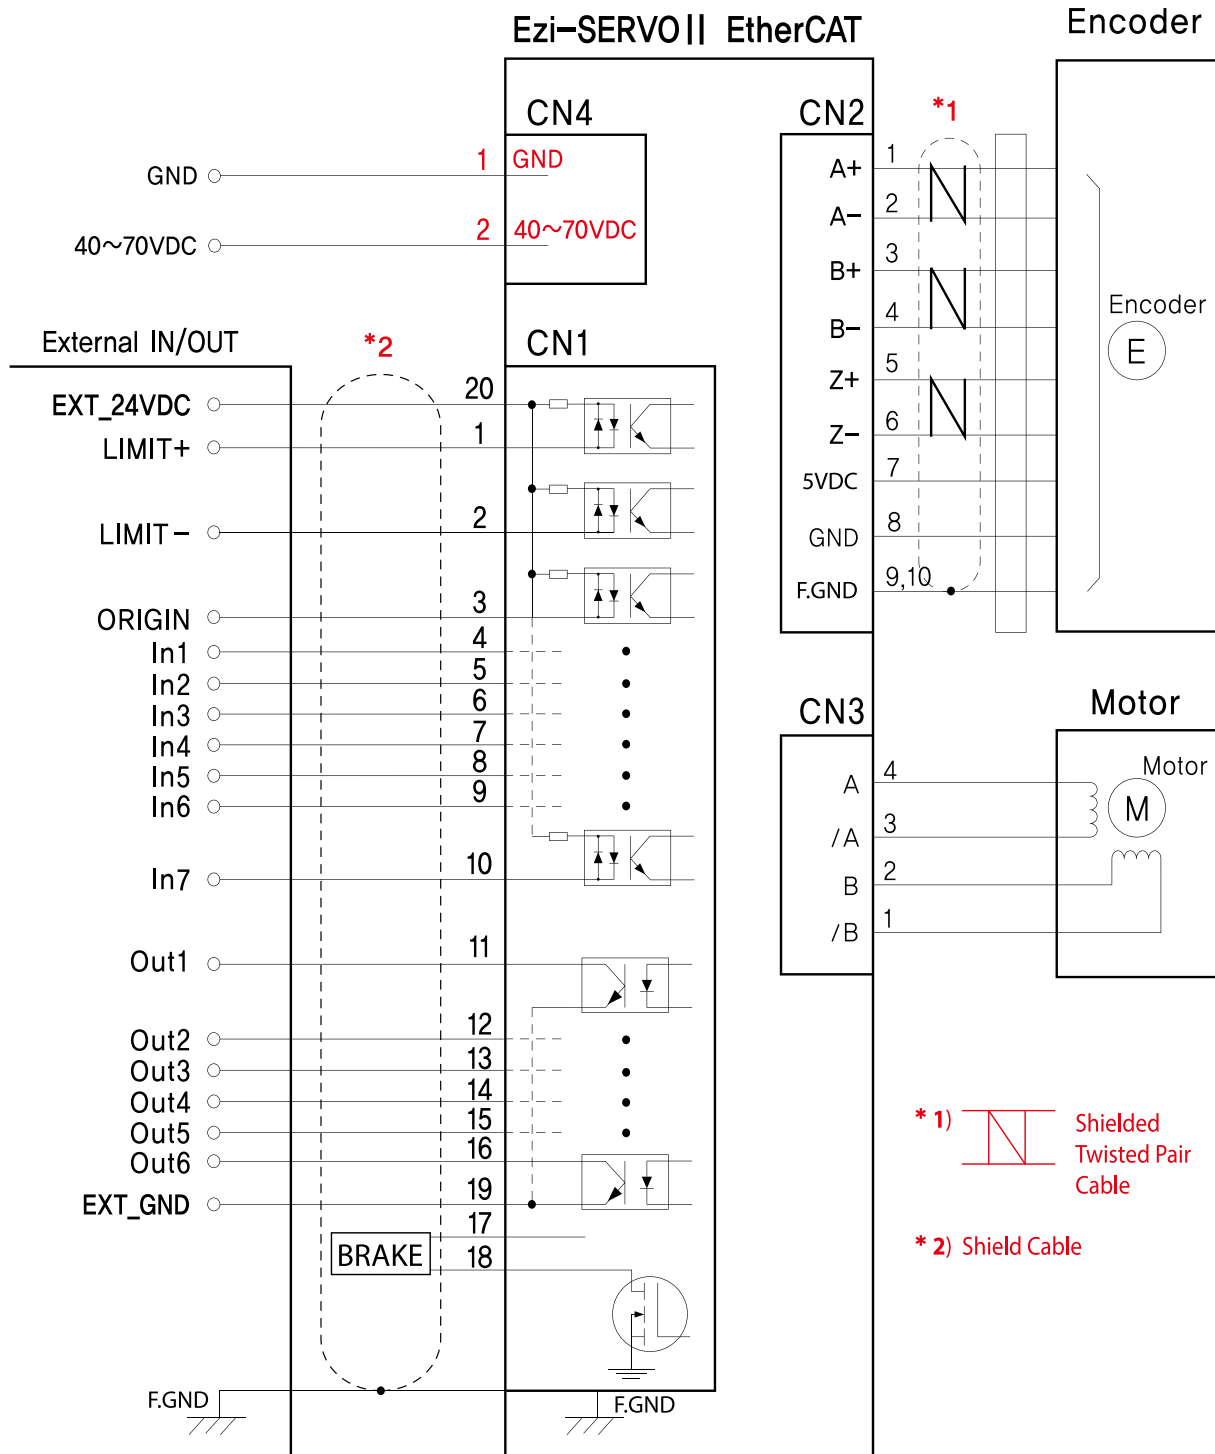 Ezi-SERVOII EtherCAT
Encoder
CN4
GND
1 GND
40~70VDC
2 40~70VDC
CN2
*1
A+ 1
A- 2
B+ 3
B- 4
Z+ 5
Z- 6
5VDC 7
GND 8
F.GND 9,10
Encoder
E
External IN/OUT
*2
CN1
EXT_24VDC 20
LIMIT+ 1
LIMIT- 2
ORIGIN 3
In1 4
In2 5
In3 6
In4 7
In5 8
In6 9
In7 10
Out1 11
Out2 12
Out3 13
Out4 14
Out5 15
Out6 16
EXT_GND 19
17
BRAKE 18
F.GND
F.GND
CN3
Motor
A 4
/A 3
B 2
/B 1
Motor
M
* 1) Shielded
Twisted Pair
Cable
* 2) Shield Cable